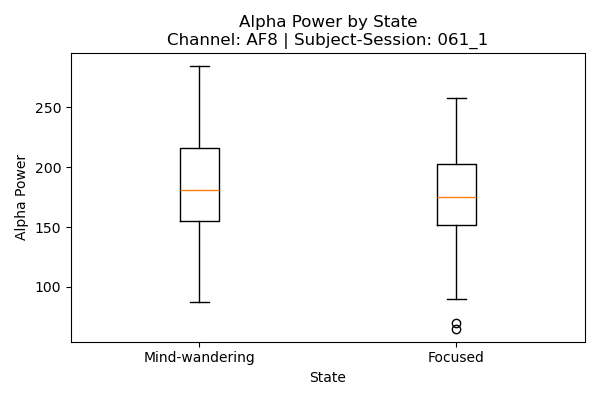 Alpha Power by State
Channel: AF8 | Subject-Session: 061_1
Alpha Power
250
200
150
100
Mind-wandering
Focused
State